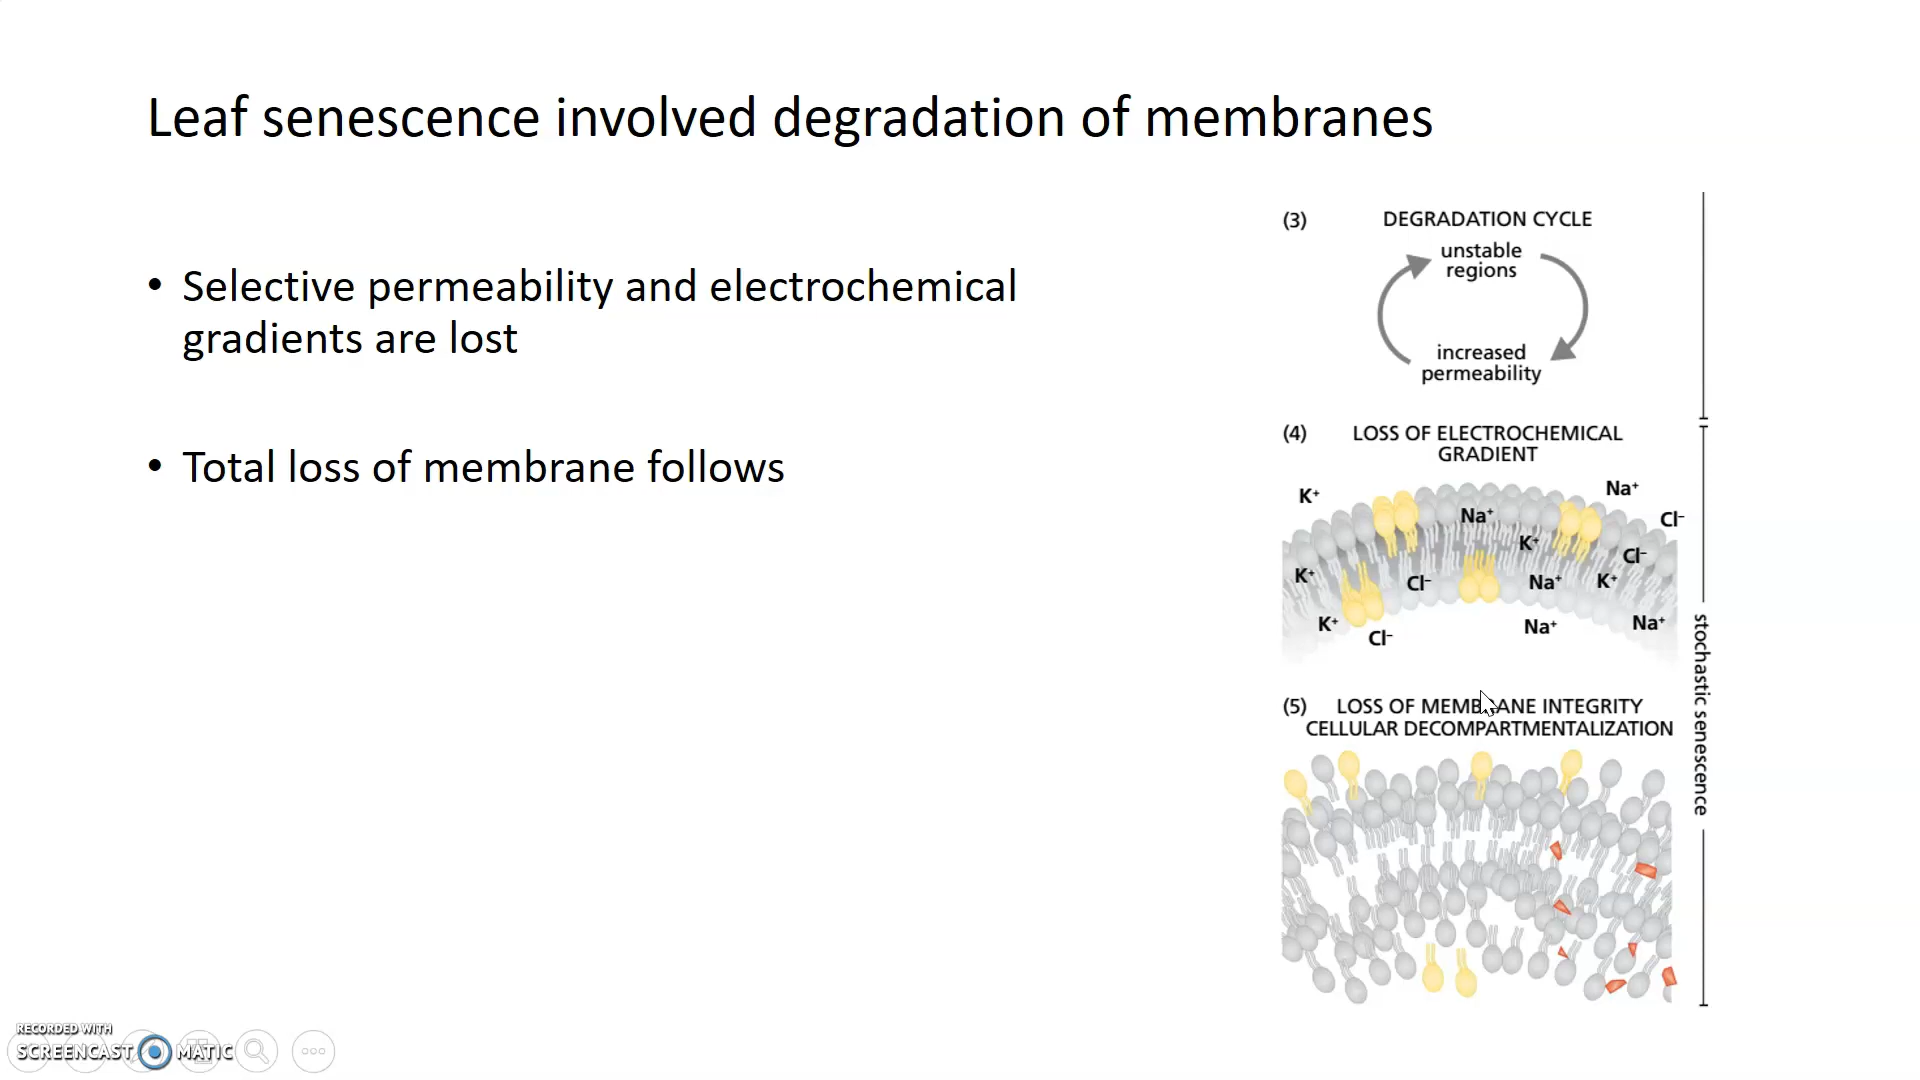 Leaf senescence involved degradation of membranes
• Selective permeability and electrochemical
gradients are lost
• Total loss of membrane follows
(3) DEGRADATION CYCLE
unstable
regions
increased
permeability
(4) LOSS OF ELECTROCHEMICAL
GRADIENT
K⁺ Na⁺
Na⁺ Cl⁻
K⁺ Cl⁻
K⁺ Cl⁻ Na⁺ K⁺
K⁺ Cl⁻ Na⁺ Na⁺
(5) LOSS OF MEMBRANE INTEGRITY
CELLULAR DECOMPARTMENTALIZATION
stochastic senescence
RECORDED WITH
SCREENCAST MATIC